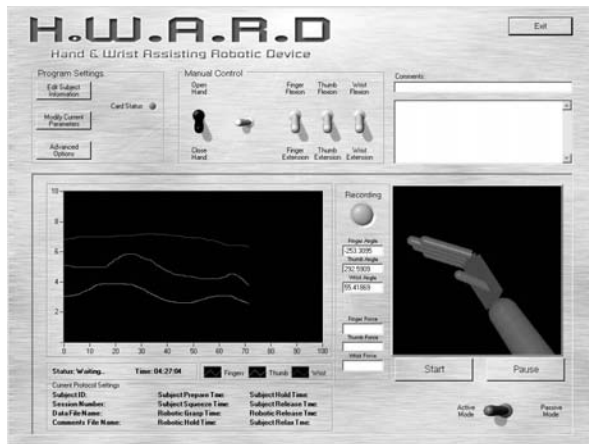 H.W.A.R.D
Hand & Wrist Assisting Robotic Device
Exit
Program Settings
Edit Subject
Information
Card Status
Modify Current
Parameters
Advanced
Options
Manual Control
Open
Hand
Close
Hand
Finger
Flexion
Thumb
Flexion
Wrist
Flexion
Finger
Extension
Thumb
Extension
Wrist
Extension
Comments:
10
8
6
4
2
0 10 20 30 40 50 60 70 80 90 100
Recording
Finger Angle
-253.3095
Thumb Angle
292.5909
Wrist Angle
55.41869
Finger Force
Thumb Force
Wrist Force
Status: Waiting..
Time: 04:27:04
Fingers
Thumb
Wrist
Start
Pause
Current Protocol Settings
Subject ID:
Session Number:
Data File Name:
Comments File Name:
Subject Prepare Time:
Subject Squeeze Time:
Robotic Grasp Time:
Robotic Hold Time:
Subject Hold Time:
Subject Release Time:
Robotic Release Time:
Subject Relax Time:
Active
Mode
Passive
Mode